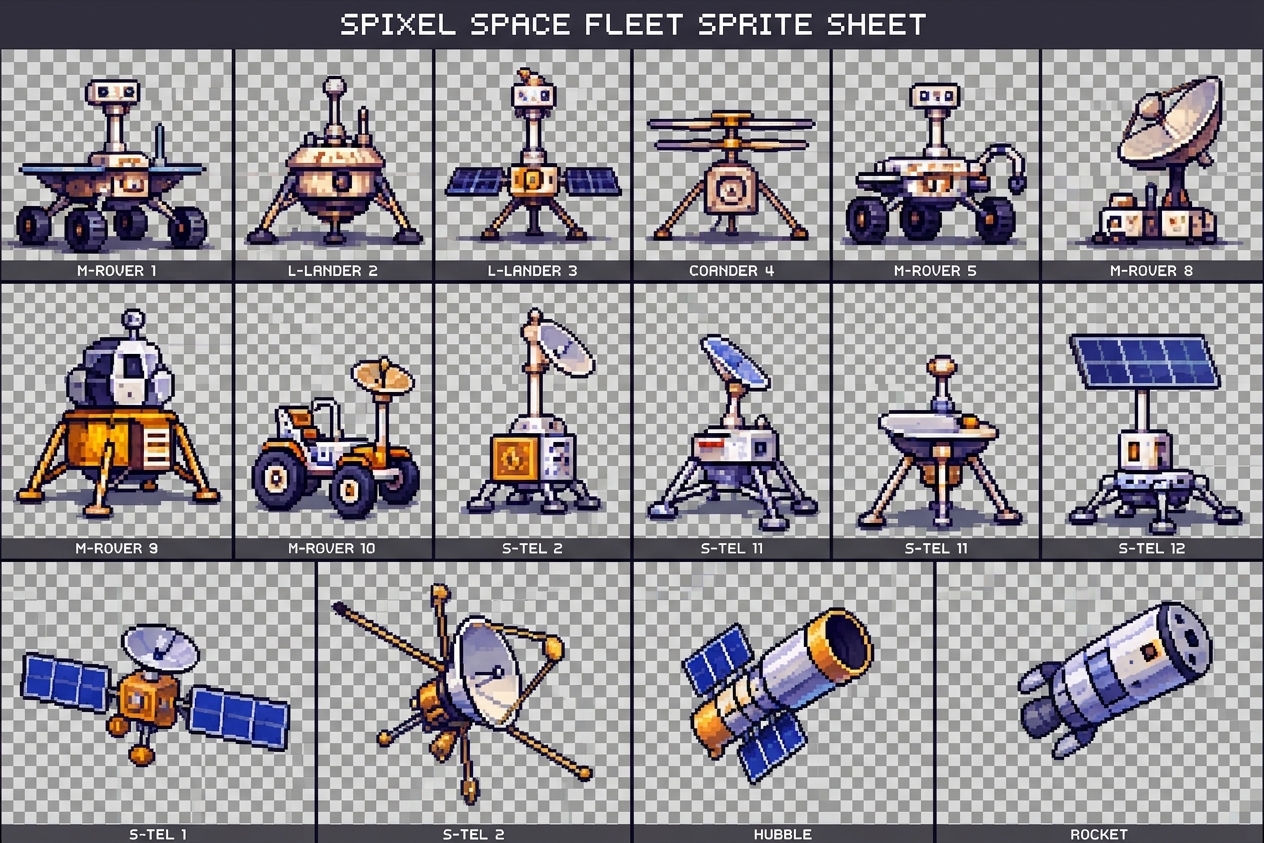 SPIXEL SPACE FLEET SPRITE SHEET
M-ROVER 1
L-LANDER 2
L-LANDER 3
COANDER 4
M-ROVER 5
M-ROVER 8
M-ROVER 9
M-ROVER 10
S-TEL 2
S-TEL 11
S-TEL 11
S-TEL 12
S-TEL 1
S-TEL 2
HUBBLE
ROCKET